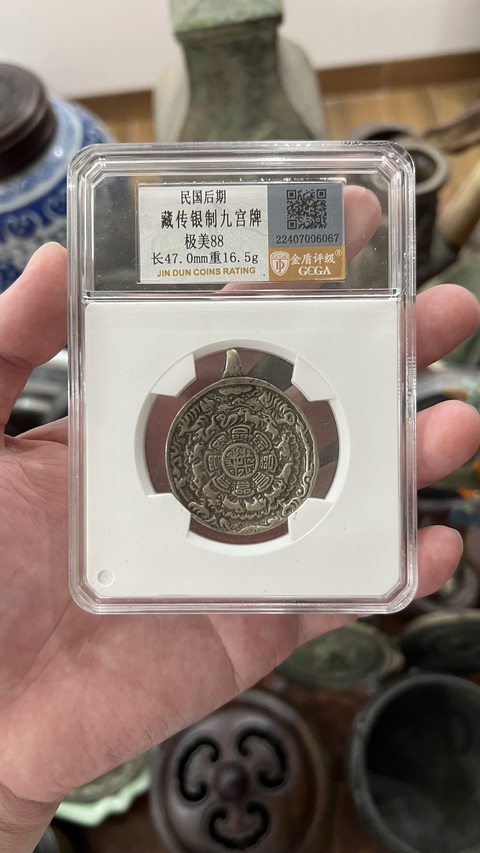 民国后期
藏传银制九宫牌
极美88
长47.0mm重16.5g
JIN DUN COINS RATING
22407096067
金盾评级®
GCGA